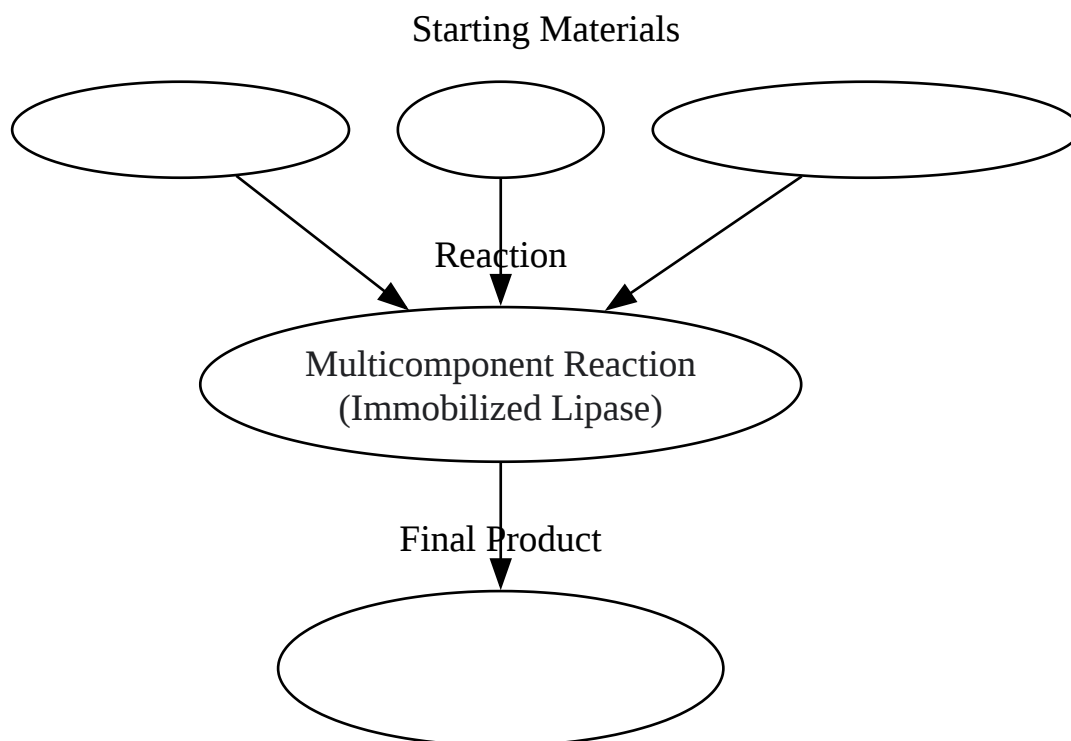 Starting Materials
Reaction
Multicomponent Reaction
(Immobilized Lipase)
Final Product